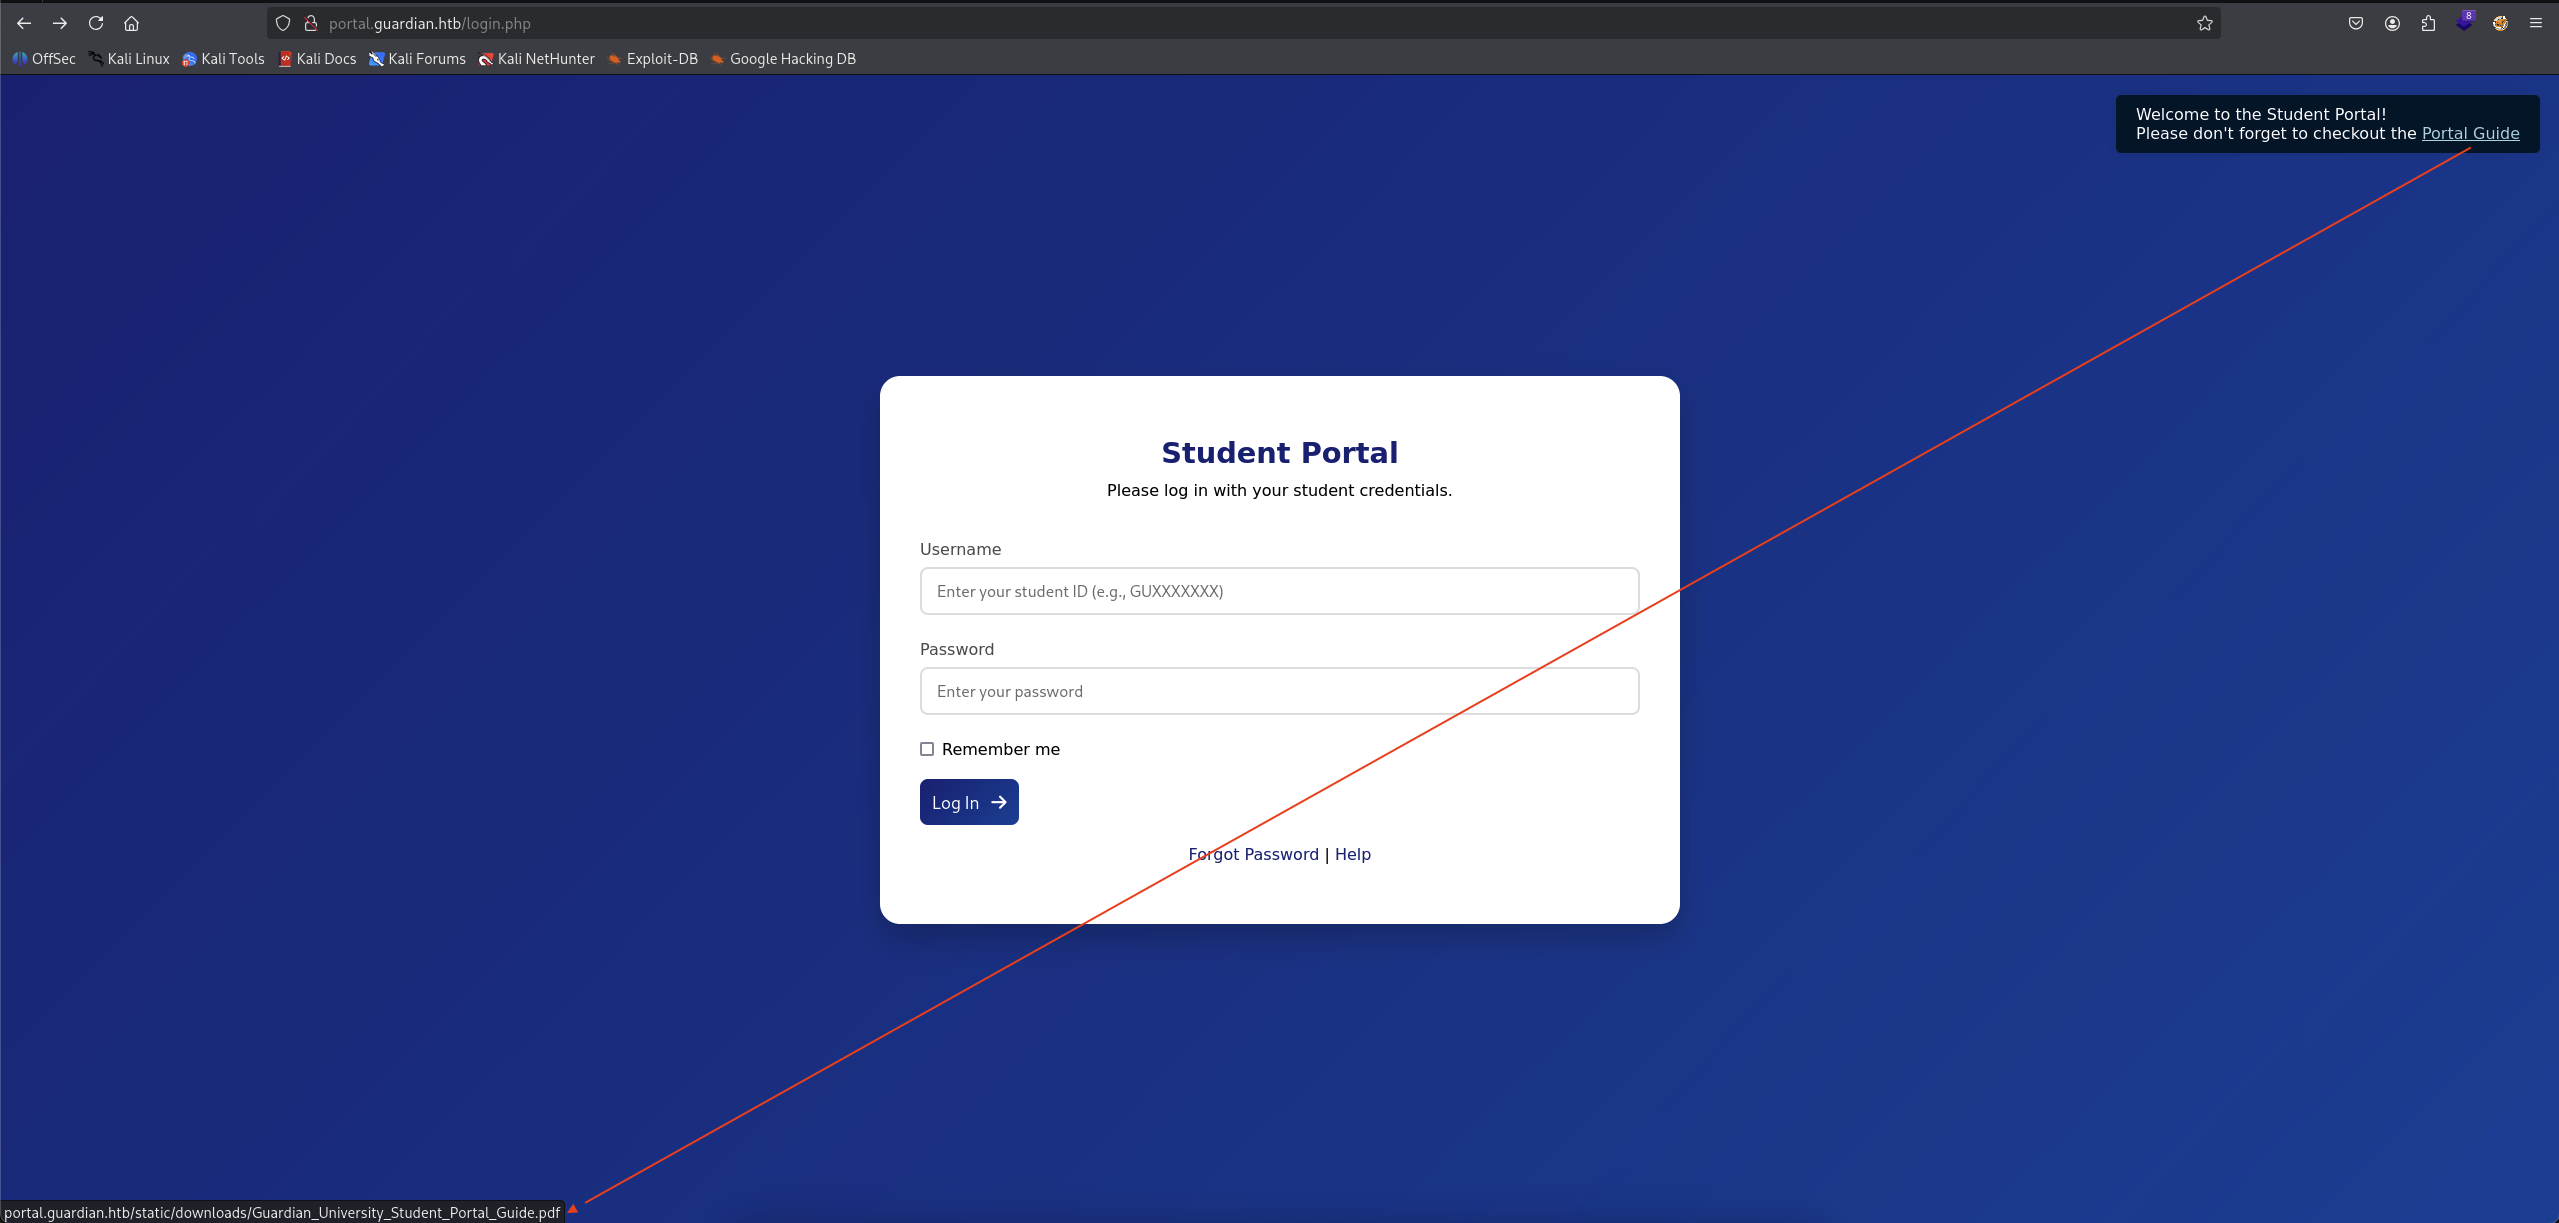 portal.guardian.htb/login.php
8
OffSec Kali Linux Kali Tools Kali Docs Kali Forums Kali NetHunter Exploit-DB Google Hacking DB
Welcome to the Student Portal!
Please don't forget to checkout the Portal Guide
Student Portal
Please log in with your student credentials.
Username
Enter your student ID (e.g., GUXXXXXXX)
Password
Enter your password
Remember me
Log In
Forgot Password | Help
portal.guardian.htb/static/downloads/Guardian_University_Student_Portal_Guide.pdf